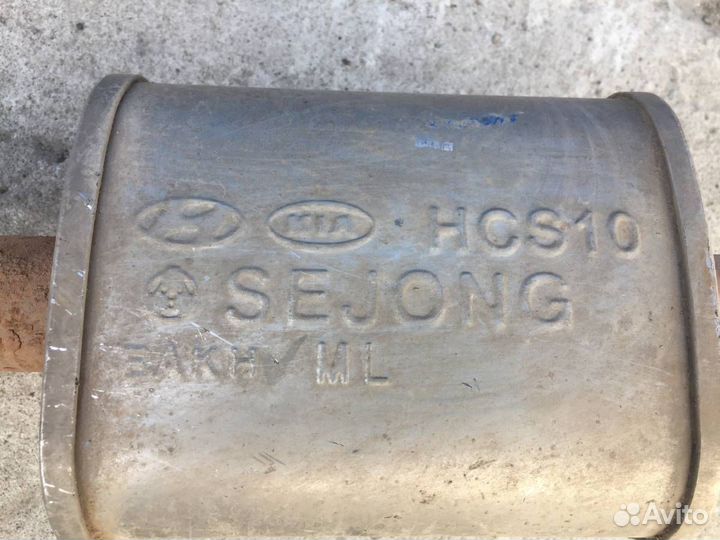 KIA HCS10
SEJONG
ML
Avito